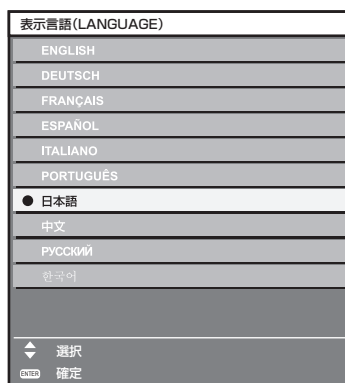 表示言語(LANGUAGE)
ENGLISH
DEUTSCH
FRANÇAIS
ESPAÑOL
ITALIANO
PORTUGUÊS
● 日本語
中文
РУССКИЙ
한국어
選択
ENTER 確定